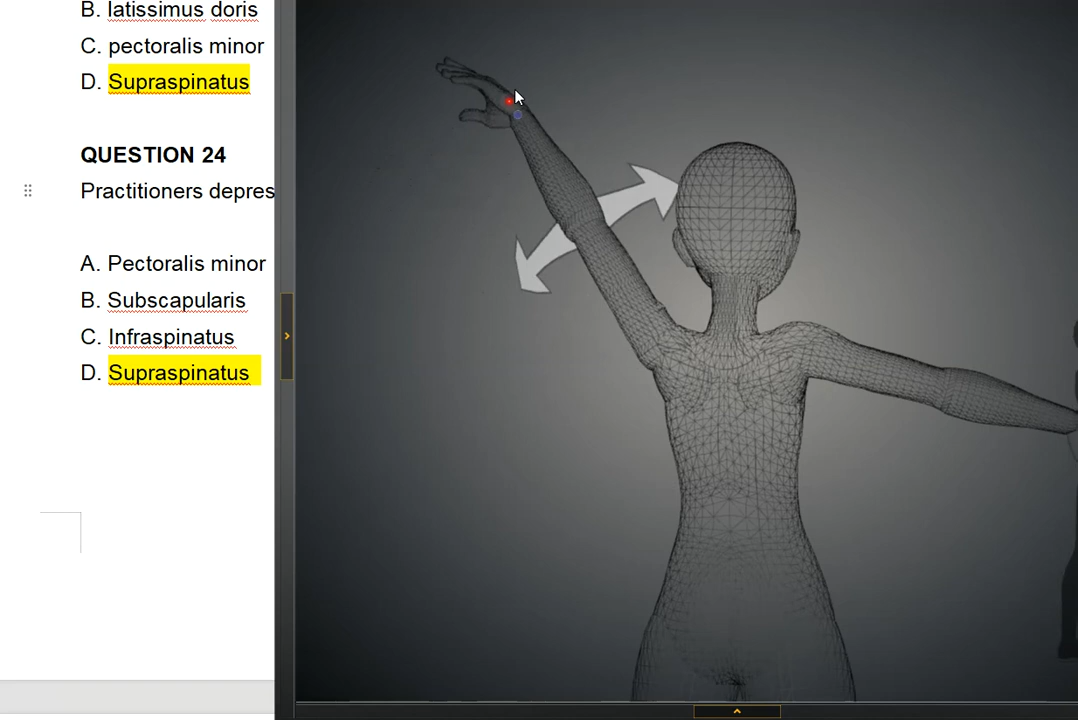 B. latissimus doris
C. pectoralis minor
D. Supraspinatus
QUESTION 24
Practitioners depres
A. Pectoralis minor
B. Subscapularis
C. Infraspinatus
D. Supraspinatus